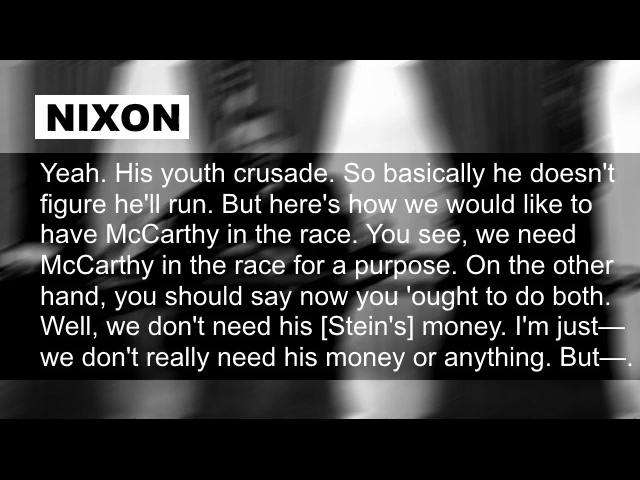 NIXON
Yeah. His youth crusade. So basically he doesn't
figure he'll run. But here's how we would like to
have McCarthy in the race. You see, we need
McCarthy in the race for a purpose. On the other
hand, you should say now you 'ought to do both.
Well, we don't need his [Stein's] money. I'm just—
we don't really need his money or anything. But—.